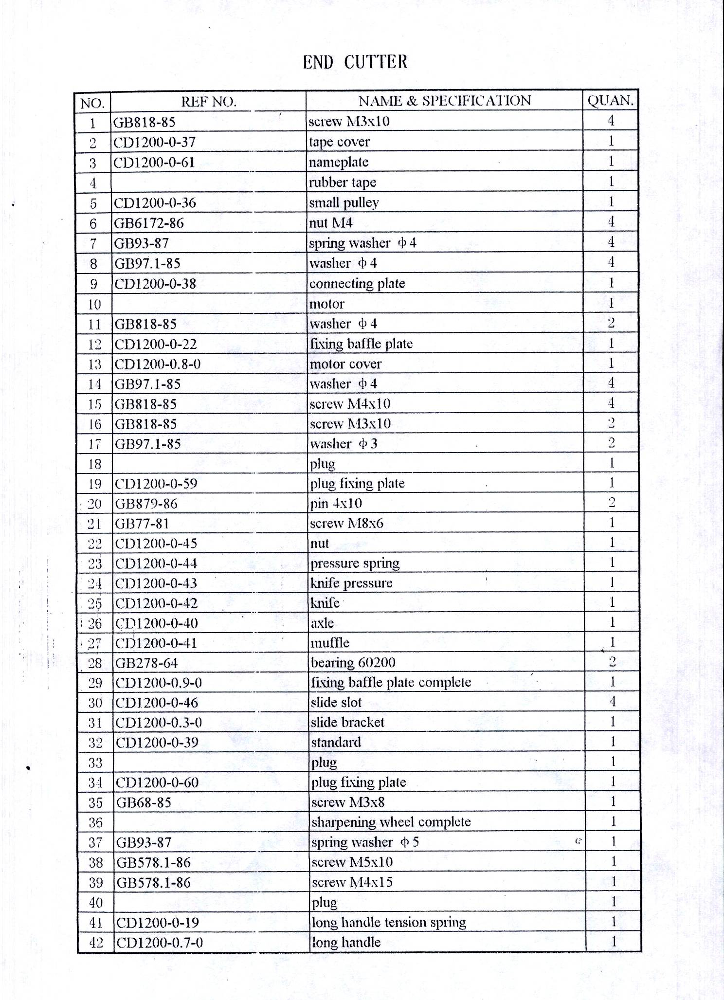 END CUTTER
NO. REF NO. NAME & SPECIFICATION QUAN.
1 GB818-85 screw M3x10 4
2 CD1200-0-37 tape cover 1
3 CD1200-0-61 nameplate 1
4 rubber tape 1
5 CD1200-0-36 small pulley 1
6 GB6172-86 nut M4 4
7 GB93-87 spring washer ф4 4
8 GB97.1-85 washer ф4 4
9 CD1200-0-38 connecting plate 1
10 motor 1
11 GB818-85 washer ф4 2
12 CD1200-0-22 fixing baffle plate 1
13 CD1200-0.8-0 motor cover 1
14 GB97.1-85 washer ф4 4
15 GB818-85 screw M4x10 4
16 GB818-85 screw M3x10 2
17 GB97.1-85 washer ф3 2
18 plug 1
19 CD1200-0-59 plug fixing plate 1
20 GB879-86 pin 4x10 2
21 GB77-81 screw M8x6 1
22 CD1200-0-45 nut 1
23 CD1200-0-44 pressure spring 1
24 CD1200-0-43 knife pressure 1
25 CD1200-0-42 knife 1
26 CD1200-0-40 axle 1
27 CD1200-0-41 muffle 1
28 GB278-64 bearing 60200 2
29 CD1200-0.9-0 fixing baffle plate complete 1
30 CD1200-0-46 slide slot 4
31 CD1200-0.3-0 slide bracket 1
32 CD1200-0-39 standard 1
33 plug 1
34 CD1200-0-60 plug fixing plate 1
35 GB68-85 screw M3x8 1
36 sharpening wheel complete 1
37 GB93-87 spring washer ф5 1
38 GB578.1-86 screw M5x10 1
39 GB578.1-86 screw M4x15 1
40 plug 1
41 CD1200-0-19 long handle tension spring 1
42 CD1200-0.7-0 long handle 1